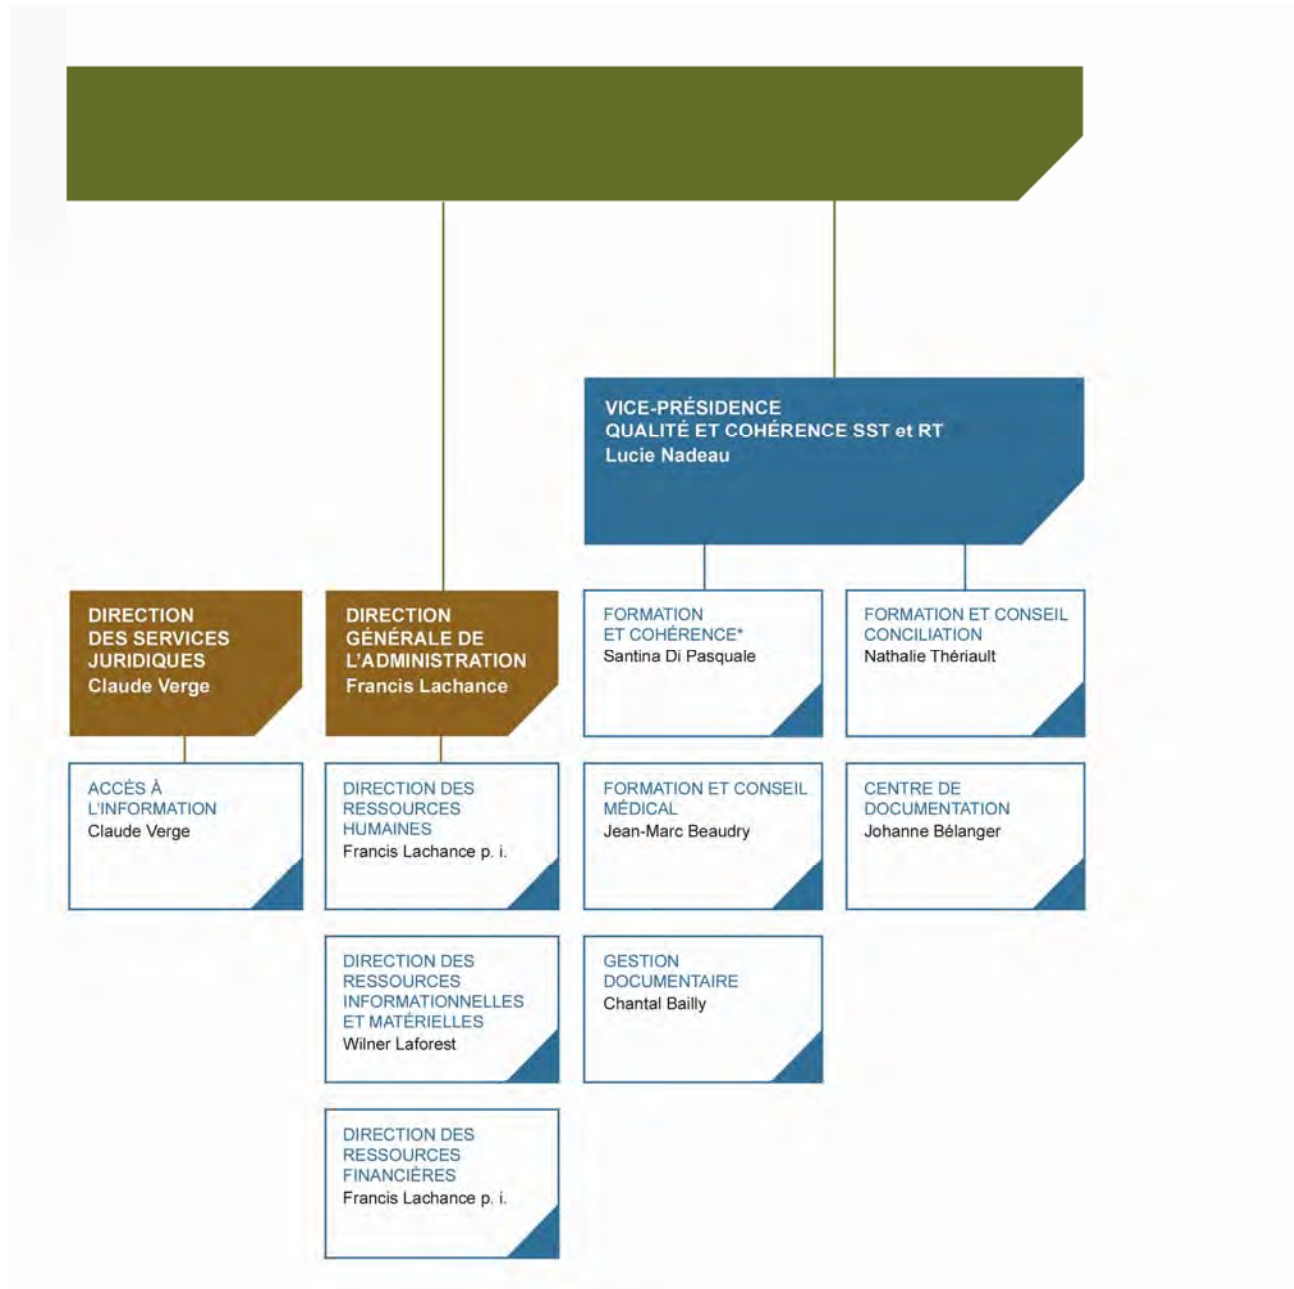 VICE-PRÉSIDENCE
QUALITÉ ET COHÉRENCE SST et RT
Lucie Nadeau
DIRECTION
DES SERVICES
JURIDIQUES
Claude Verge
DIRECTION
GÉNÉRALE DE
L'ADMINISTRATION
Francis Lachance
FORMATION
ET COHÉRENCE*
Santina Di Pasquale
FORMATION ET CONSEIL
CONCILIATION
Nathalie Thériault
ACCÈS À
L'INFORMATION
Claude Verge
DIRECTION DES
RESSOURCES
HUMAINES
Francis Lachance p. i.
FORMATION ET CONSEIL
MÉDICAL
Jean-Marc Beaudry
CENTRE DE
DOCUMENTATION
Johanne Bélanger
DIRECTION DES
RESSOURCES
INFORMATIONNELLES
ET MATÉRIELLES
Wilner Laforest
GESTION
DOCUMENTAIRE
Chantal Bailly
DIRECTION DES
RESSOURCES
FINANCIÈRES
Francis Lachance p. i.